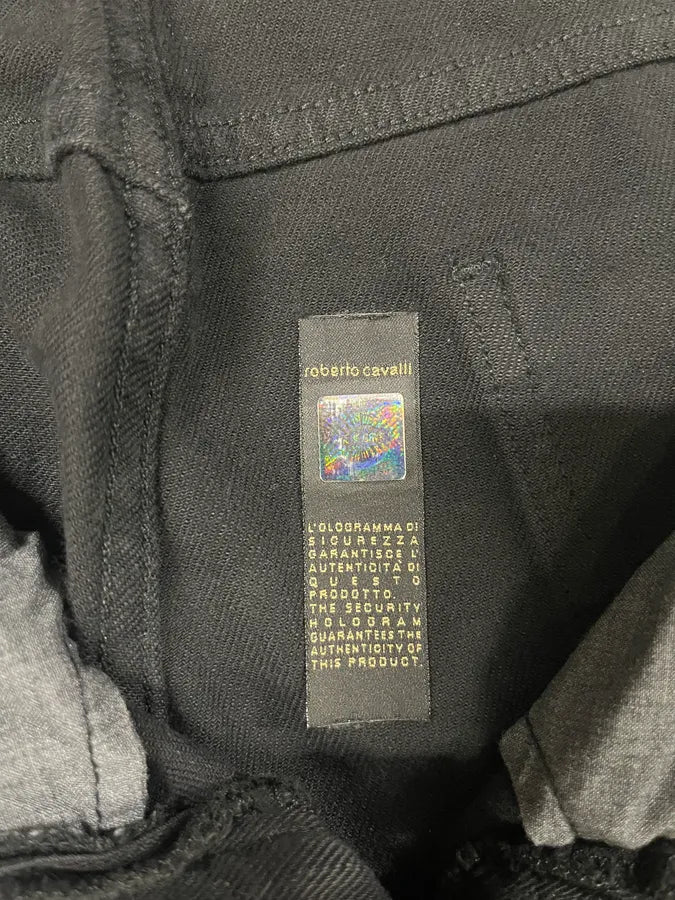 roberto cavalli
L'OLOGRAMMA DI
SICUREZZA
GARANTISCE L'
AUTENTICITÀ DI
QUESTO
PRODOTTO.
THE SECURITY
HOLOGRAM
GUARANTEES THE
AUTHENTICITY OF
THIS PRODUCT.